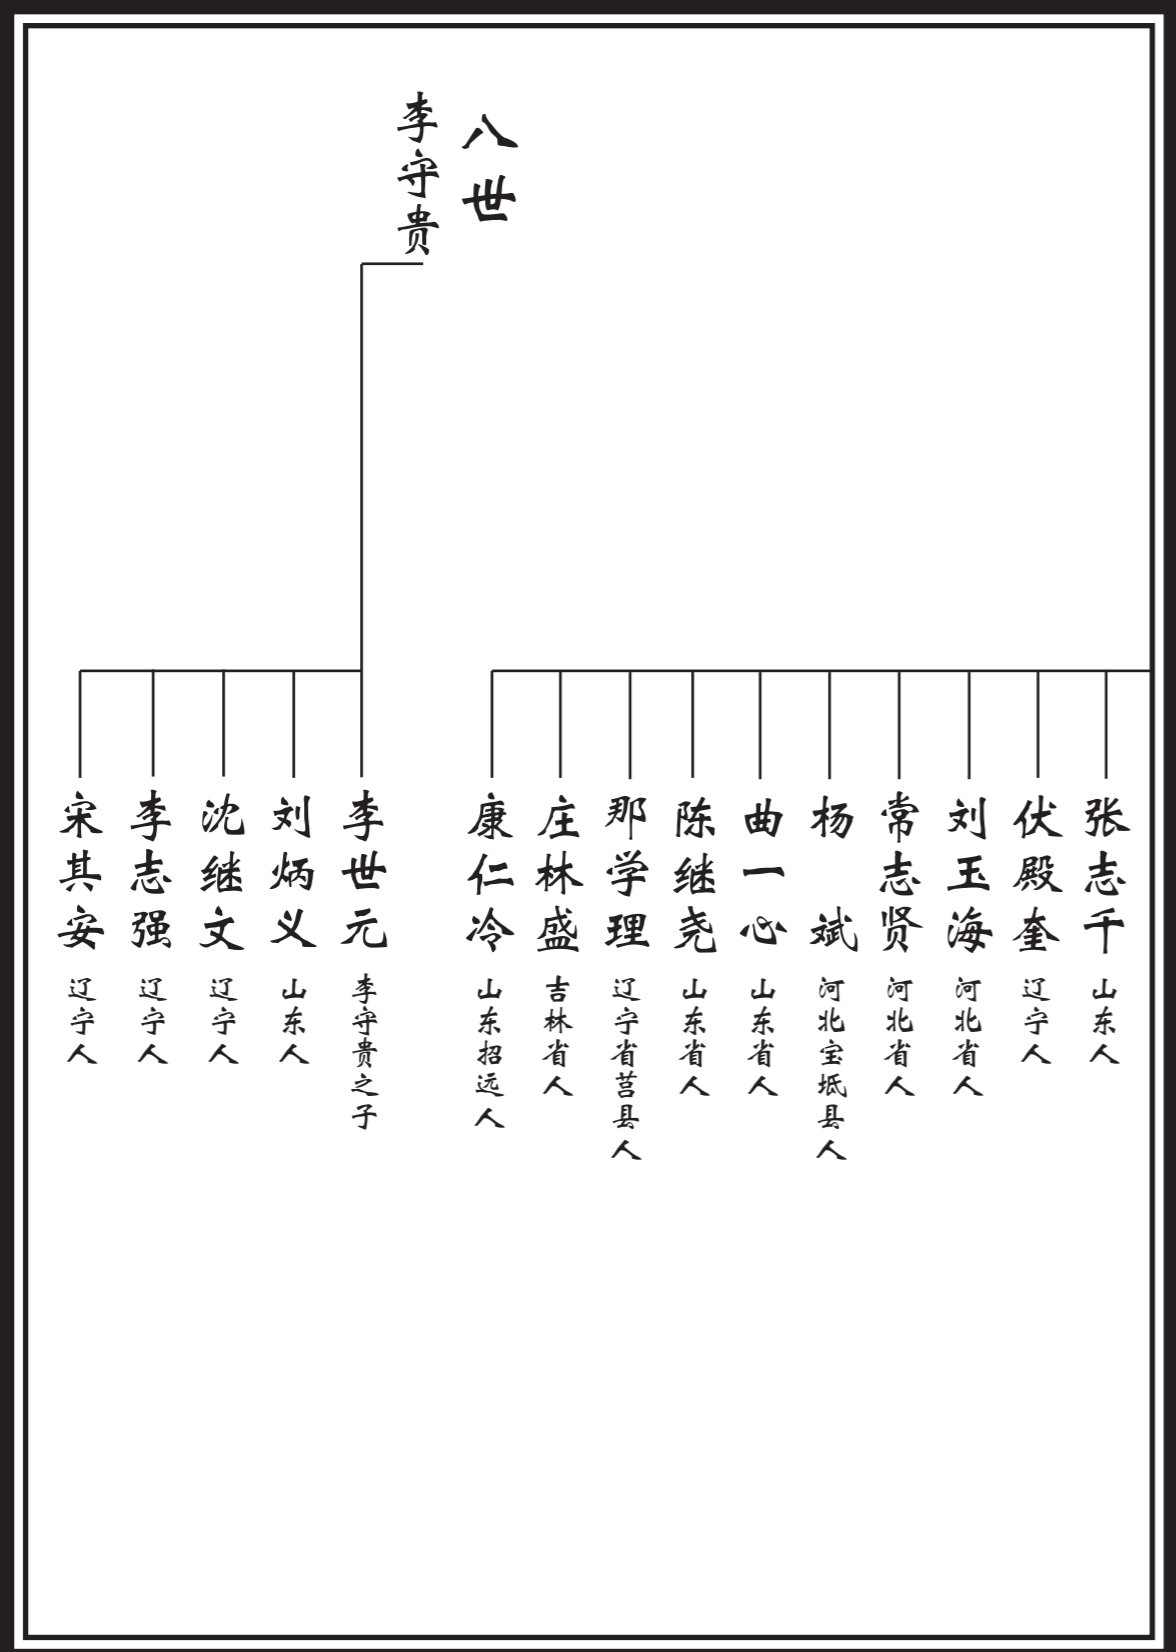 八世
李守贵
张志千
山东人
伏殿奎
辽宁人
刘玉海
河北省人
常志贤
河北省人
杨斌
河北宝坻县人
曲一心
山东省人
陈继尧
山东省人
那学理
辽宁省莒县人
庄林盛
吉林省人
康仁冷
山东招远人
李世元
李守贵之子
刘炳义
山东人
沈继文
辽宁人
李志强
辽宁人
宋其安
辽宁人